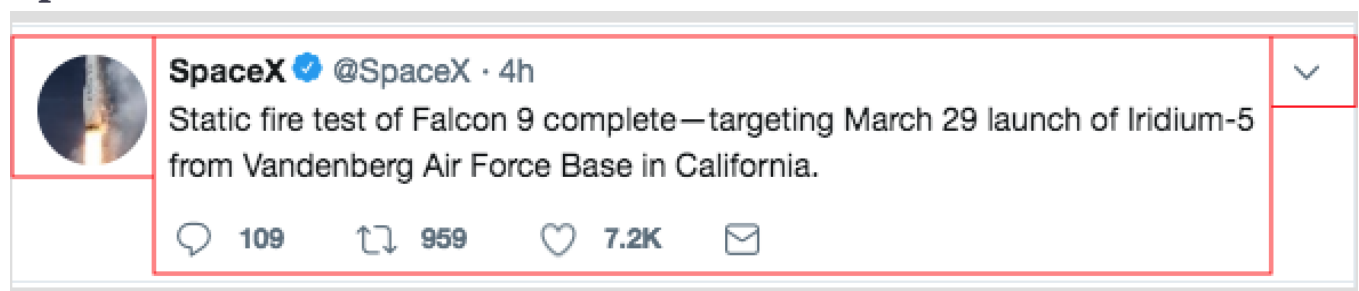 SpaceX @SpaceX · 4h
Static fire test of Falcon 9 complete—targeting March 29 launch of Iridium-5
from Vandenberg Air Force Base in California.
109 959 7.2K